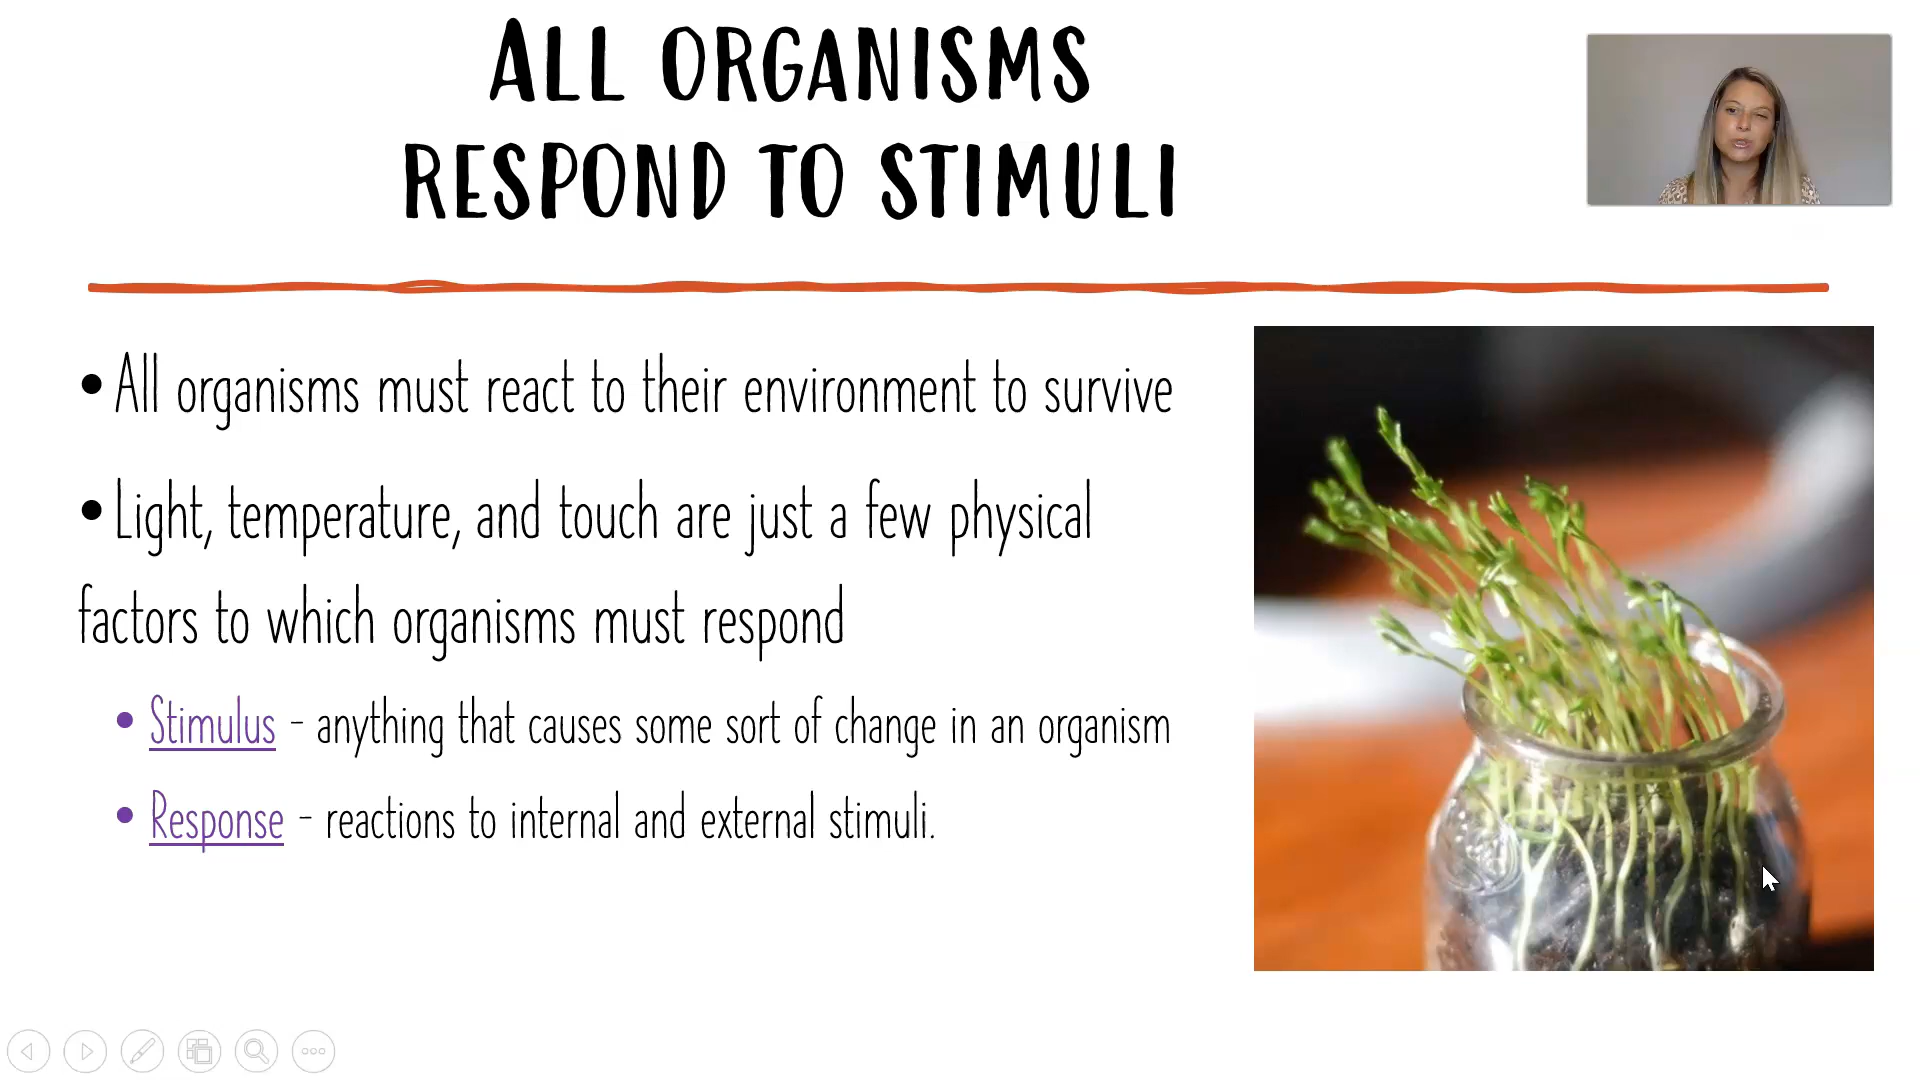 ALL ORGANISMS
RESPOND TO STIMULI
• All organisms must react to their environment to survive
• Light, temperature, and touch are just a few physical
factors to which organisms must respond
• Stimulus - anything that causes some sort of change in an organism
• Response - reactions to internal and external stimuli.